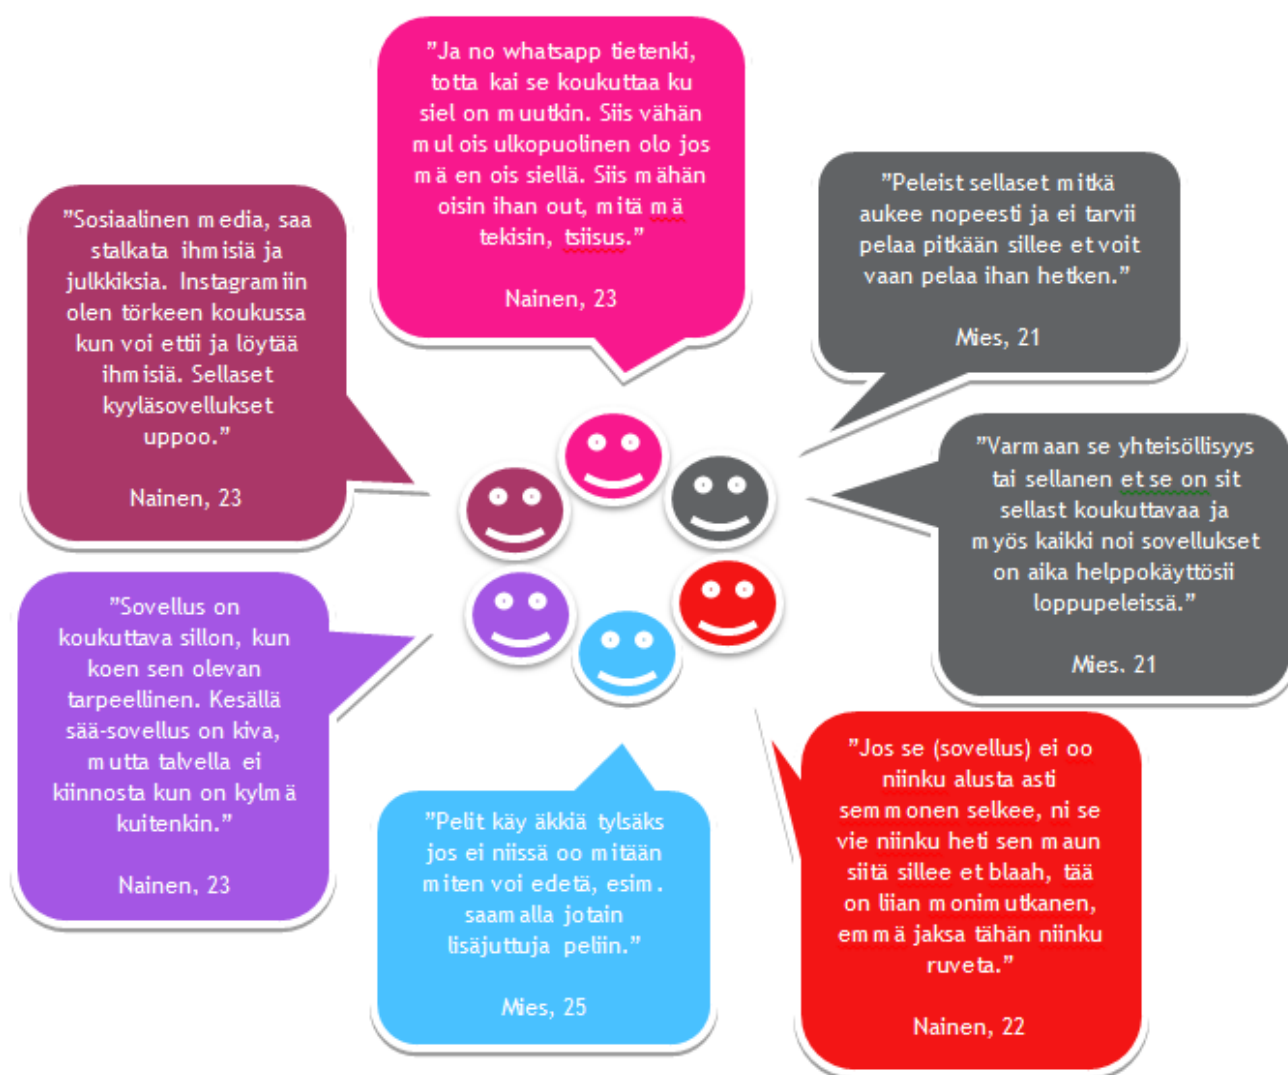 ”Ja no whatsapp tietenki,
totta kai se koukuttaa ku
siel on muutkin. Siis vähän
mul ois ulkopuolinen olo jos
mä en ois siellä. Siis mähän
oisin ihan out, mitä mä
tekisin, tsiisus.”
Nainen, 23
”Peleist sellaset mitkä
aukee nopeesti ja ei tarvii
pelaa pitkään sillee et voit
vaan pelaa ihan hetken.”
Mies, 21
”Sosiaalinen media, saa
stalkata ihmisiä ja
julkkiksia. Instagramiin
olen törkeen koukussa
kun voi ettii ja löytää
ihmisiä. Sellaset
kyyläsovellukset
uppoo.”
Nainen, 23
”Varmaan se yhteisöllisyys
tai sellanen et se on sit
sellast koukuttavaa ja
myös kaikki noi sovellukset
on aika helppokäyttösii
loppupeleissä.”
Mies. 21
”Sovellus on
koukuttava sillon, kun
koen sen olevan
tarpeellinen. Kesällä
sää-sovellus on kiva,
mutta talvella ei
kiinnosta kun on kylmä
kuitenkin.”
Nainen, 23
”Pelit käy äkkiä tylsäks
jos ei niissä oo mitään
miten voi edetä, esim.
saamalla jotain
lisäjuttuja peliin.”
Mies, 25
”Jos se (sovellus) ei oo
niinku alusta asti
semmonen selkee, ni se
vie niinku heti sen maun
siitä sillee et blaah, tää
on liian monimutkanen,
emmä jaksa tähän niinku
ruveta.”
Nainen, 22